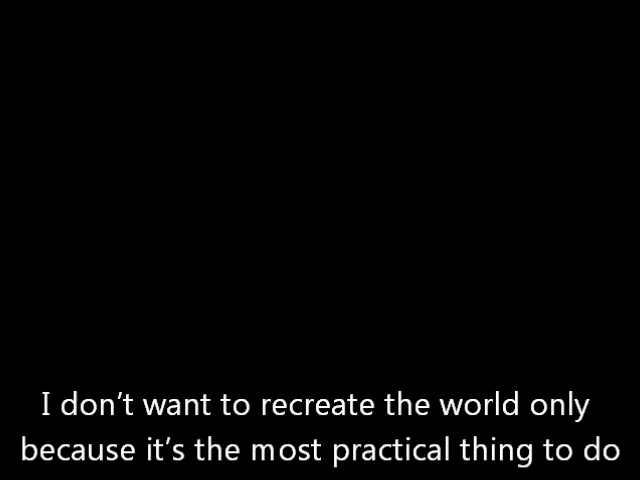 I don’t want to recreate the world only
because it’s the most practical thing to do